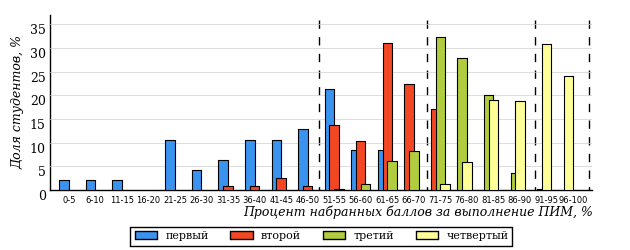 Доля студентов, %
35
30
25
20
15
10
5
0
0-5 6-10 11-15 16-20 21-25 26-30 31-35 36-40 41-45 46-50 51-55 56-60 61-65 66-70 71-75 76-80 81-85 86-90 91-95 96-100
Процент набранных баллов за выполнение ПИМ, %
первый второй третий четвертый